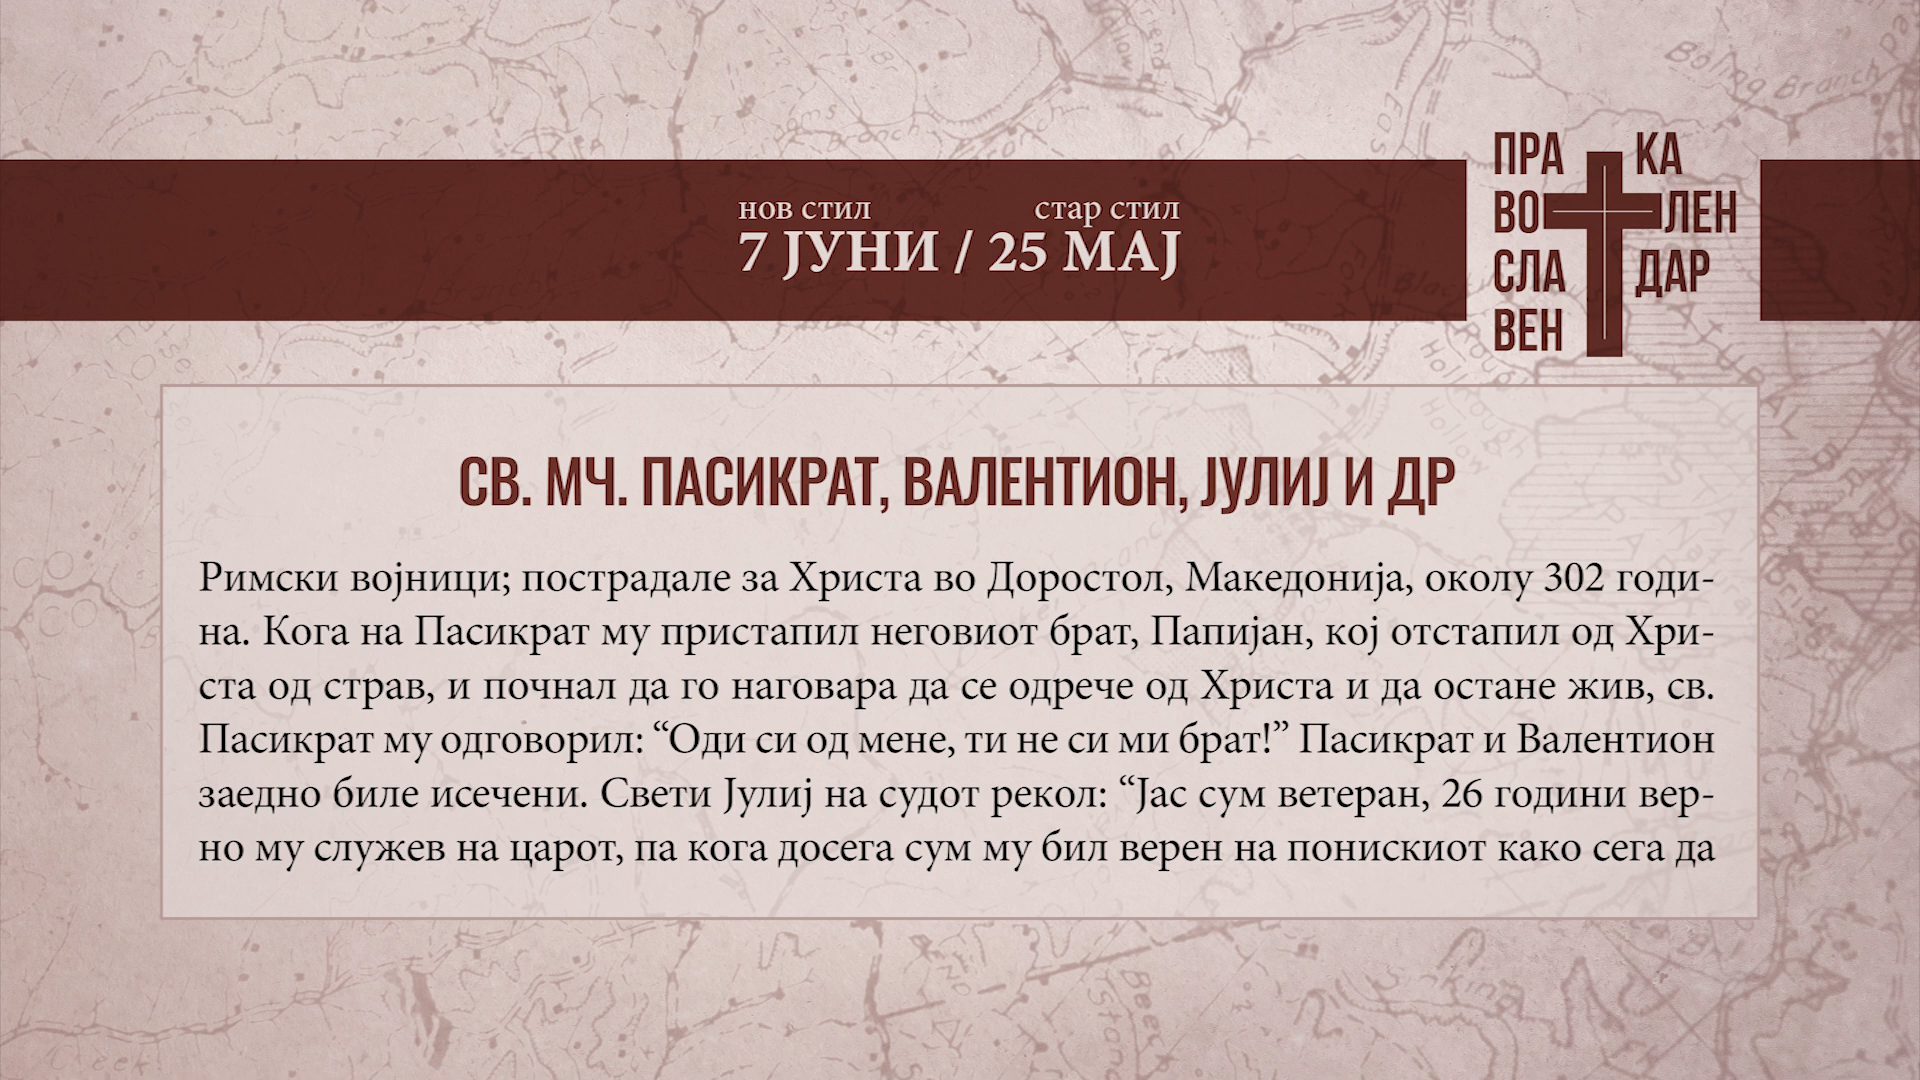 нов стил
стар стил
7 ЈУНИ / 25 МАЈ
ПРА
ВО
СЛА
ВЕН
КА
ЛЕН
ДАР
СВ. МЧ. ПАСИКРАТ, ВАЛЕНТИОН, ЈУЛИЈ И ДР
Римски војници; пострадале за Христа во Доростол, Македонија, околу 302 годи-
на. Кога на Пасикрат му пристапил неговиот брат, Папијан, кој отстапил од Хри-
ста од страв, и почнал да го наговара да се одрече од Христа и да остане жив, св.
Пасикрат му одговорил: “Оди си од мене, ти не си ми брат!” Пасикрат и Валентион
заедно биле исечени. Свети Јулиј на судот рекол: “Јас сум ветеран, 26 години вер-
но му служев на царот, па кога досега сум му бил верен на понискиот како сега да
Boling Branch
Creek